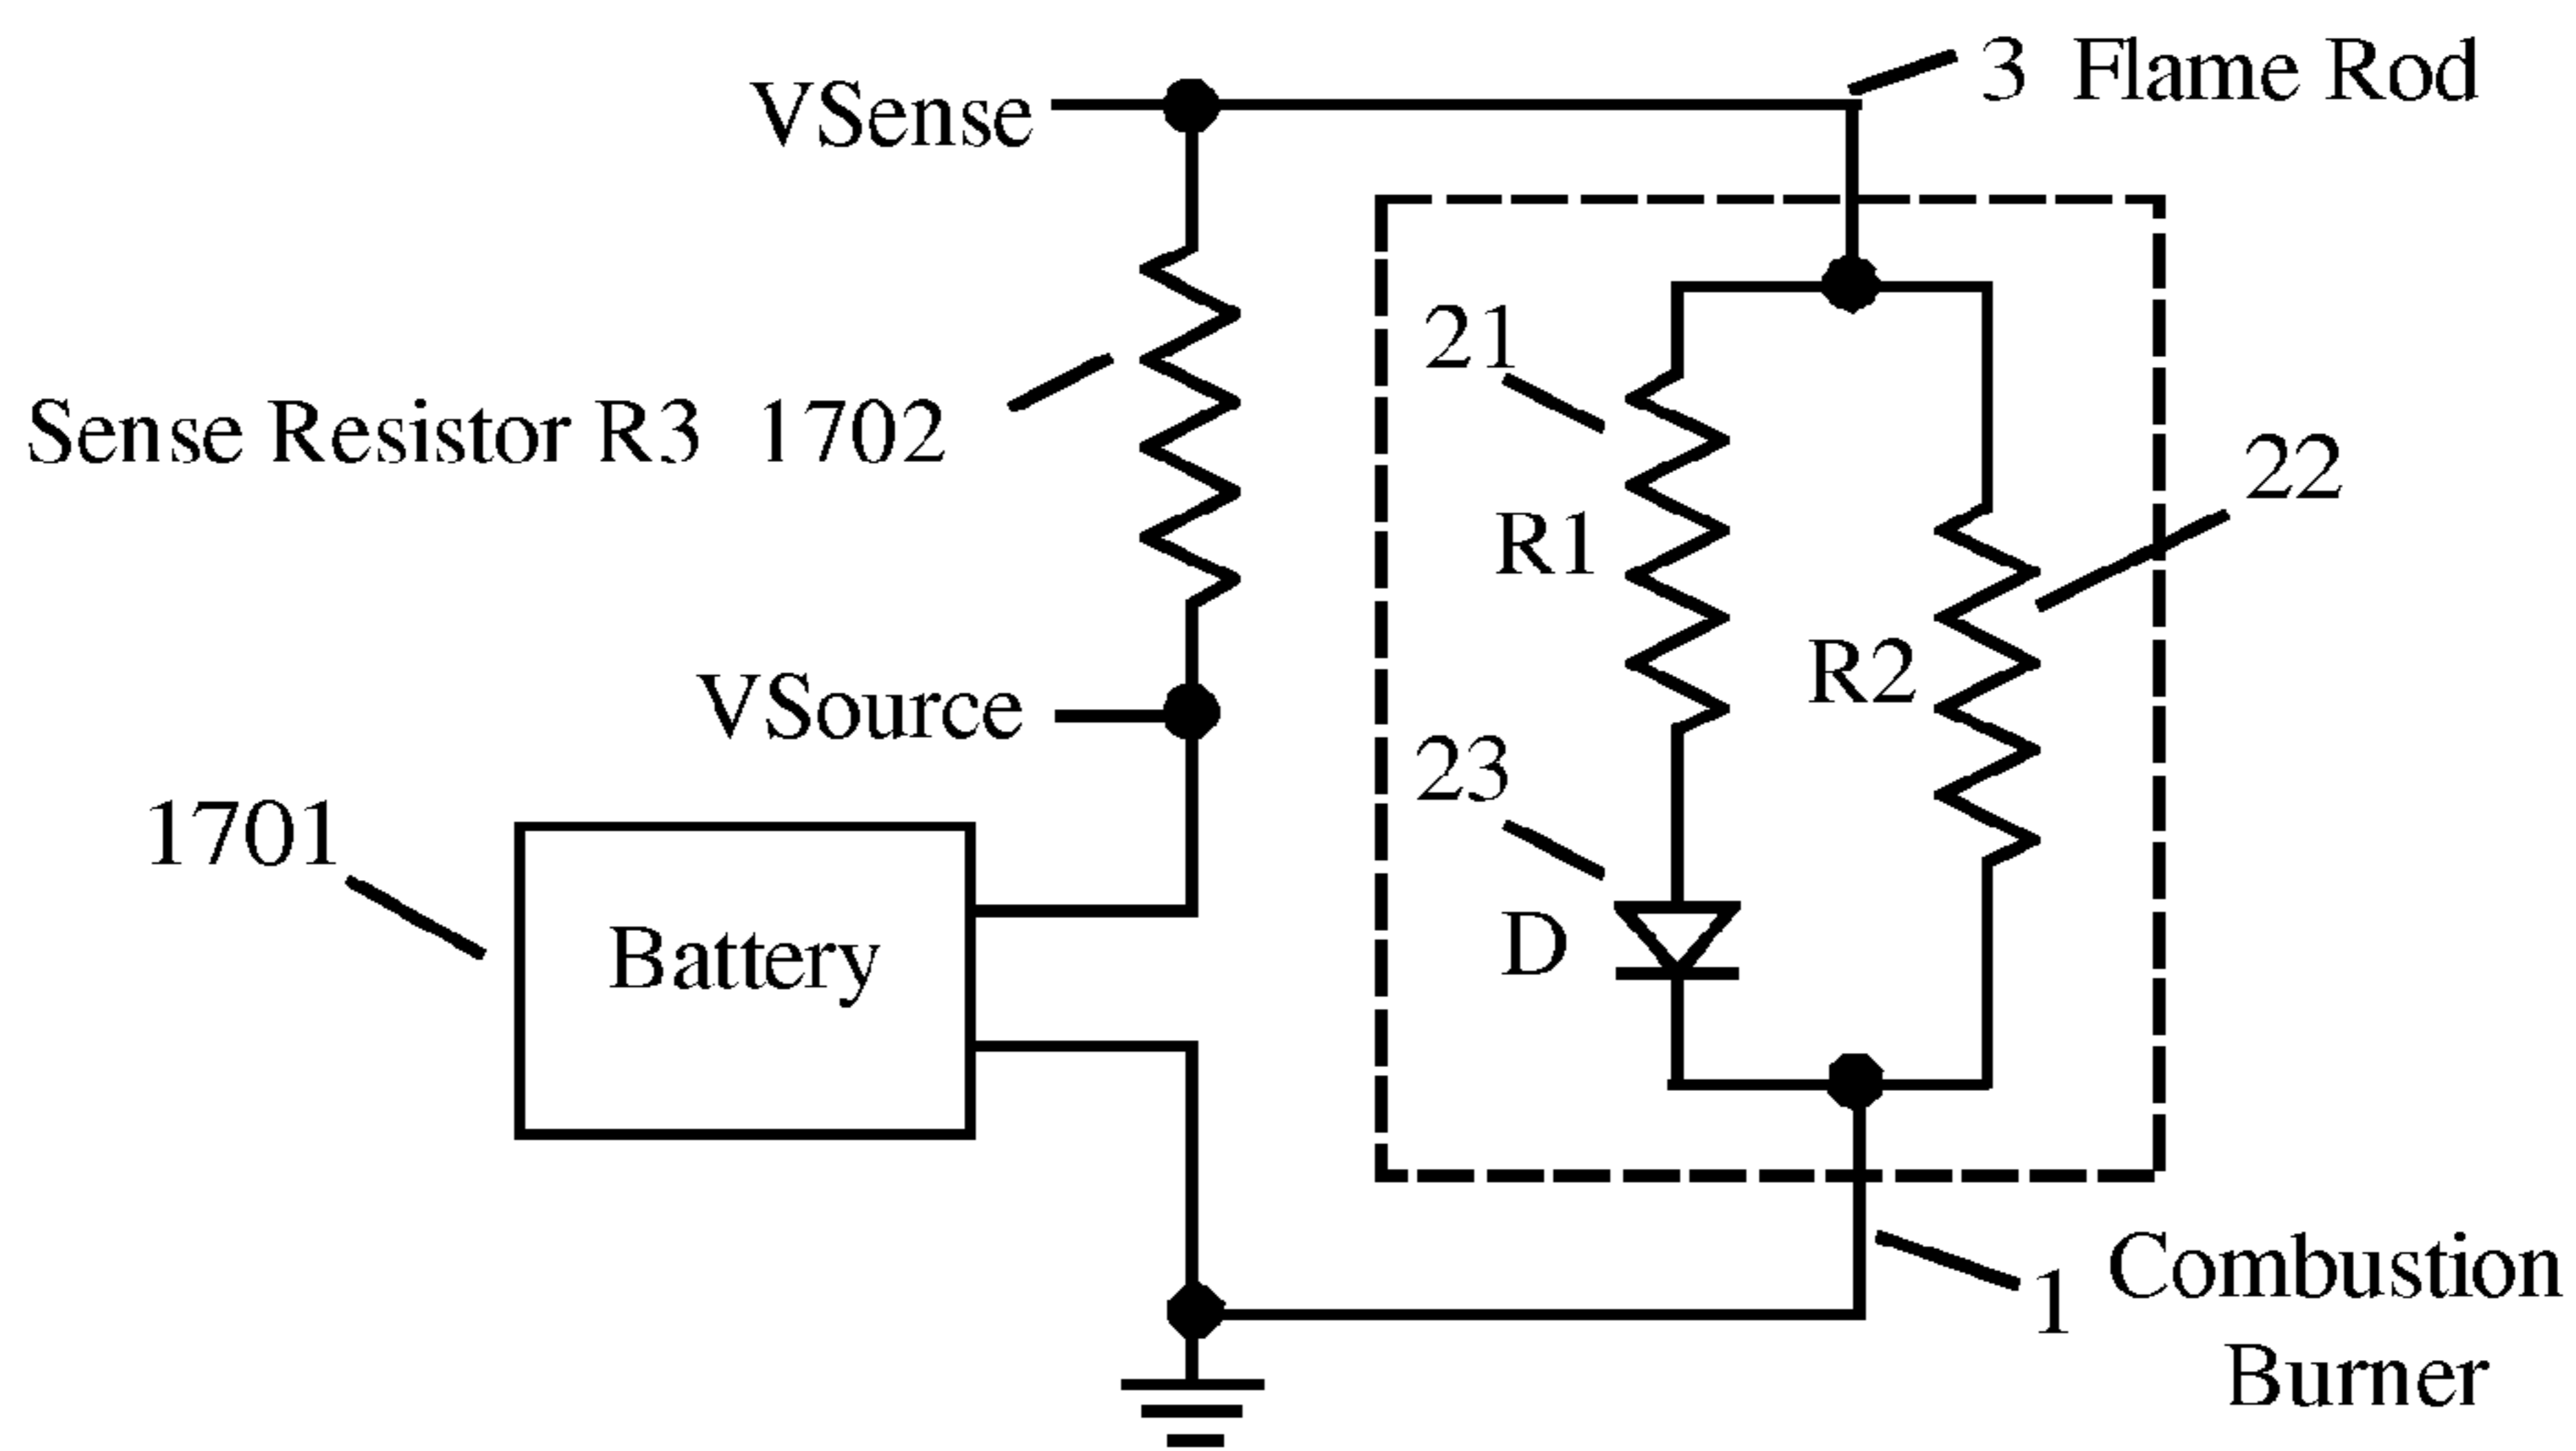 3 Flame Rod
VSense
21
Sense Resistor R3 1702
22
R1
R2
VSource
23
1701
Battery
D
1 Combustion
Burner